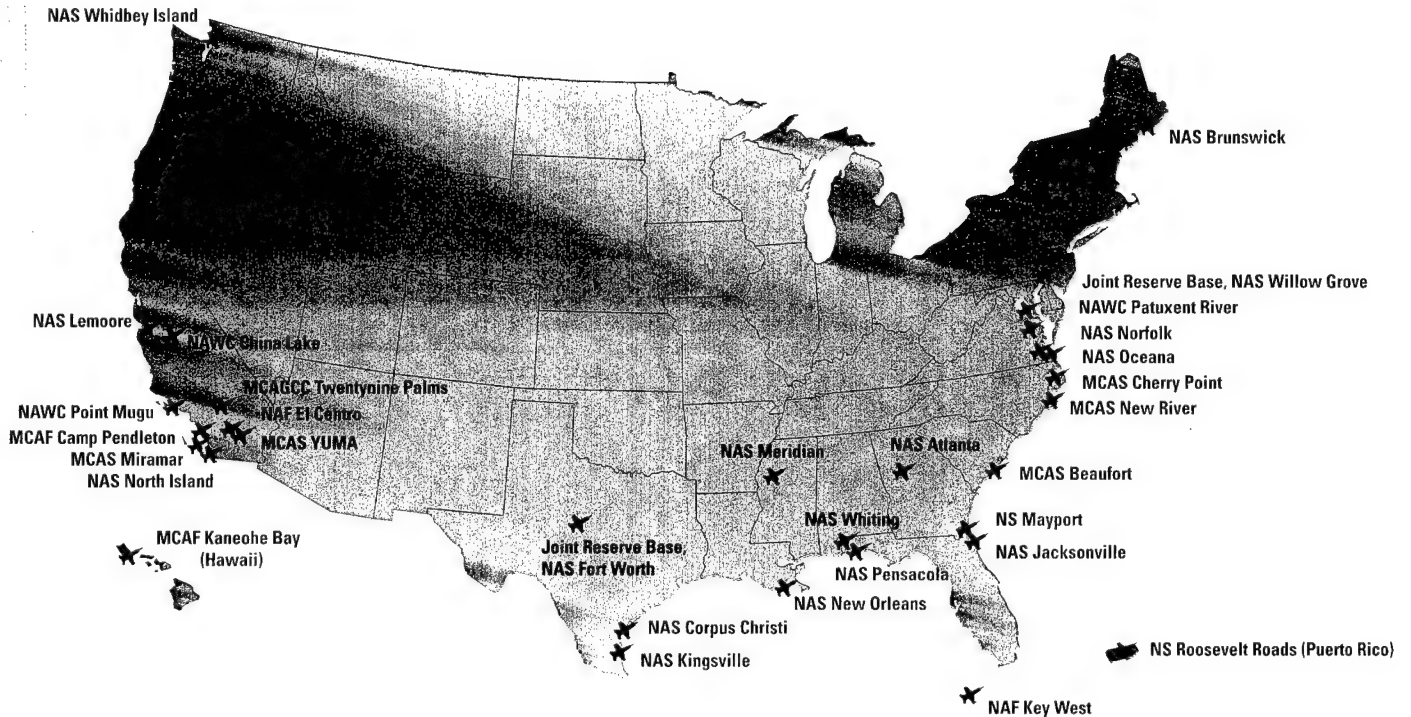 NAS Whidbey Island
NAS Brunswick
Joint Reserve Base, NAS Willow Grove
NAWC Patuxent River
NAS Lemoore
NAS Norfolk
NAWC China Lake
NAS Oceana
MCAS Cherry Point
MCAGCC Twentynine Palms
NAWC Point Mugu
NAF El Centro
MCAS New River
MCAF Camp Pendleton
MCAS YUMA
MCAS Miramar
NAS Meridian
NAS Atlanta
NAS North Island
MCAS Beaufort
NAS Whiting
NS Mayport
MCAF Kaneohe Bay
(Hawaii)
Joint Reserve Base,
NAS Fort Worth
NAS Jacksonville
NAS Pensacola
NAS New Orleans
NAS Corpus Christi
NAS Kingsville
NS Roosevelt Roads (Puerto Rico)
NAF Key West